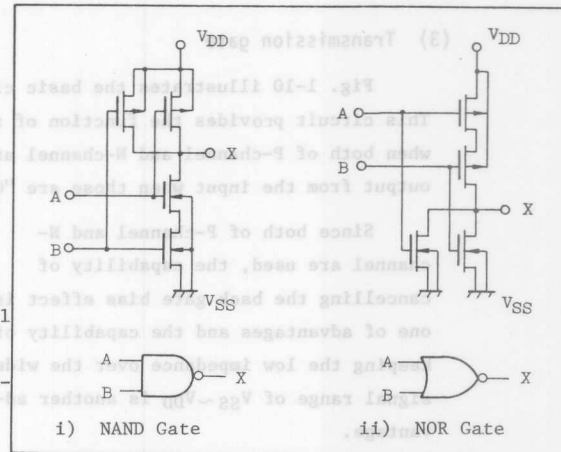 (3) Transmission gate
Fig. 1-10 illustrates the basic
This circuit provides the function of
when both of P-channel and N-channel
output from the input when those are
Since both of P-channel and N-
channel are used, the capability of
cancelling the back gate bias effect
one of advantages and the capability
keeping the low impedance over the wide
signal range of VSS~VDD is another ad-
vantage.
VDD
X
A
B
VSS
A
B
X
i) NAND Gate
VDD
A
B
X
VSS
A
B
X
ii) NOR Gate
1